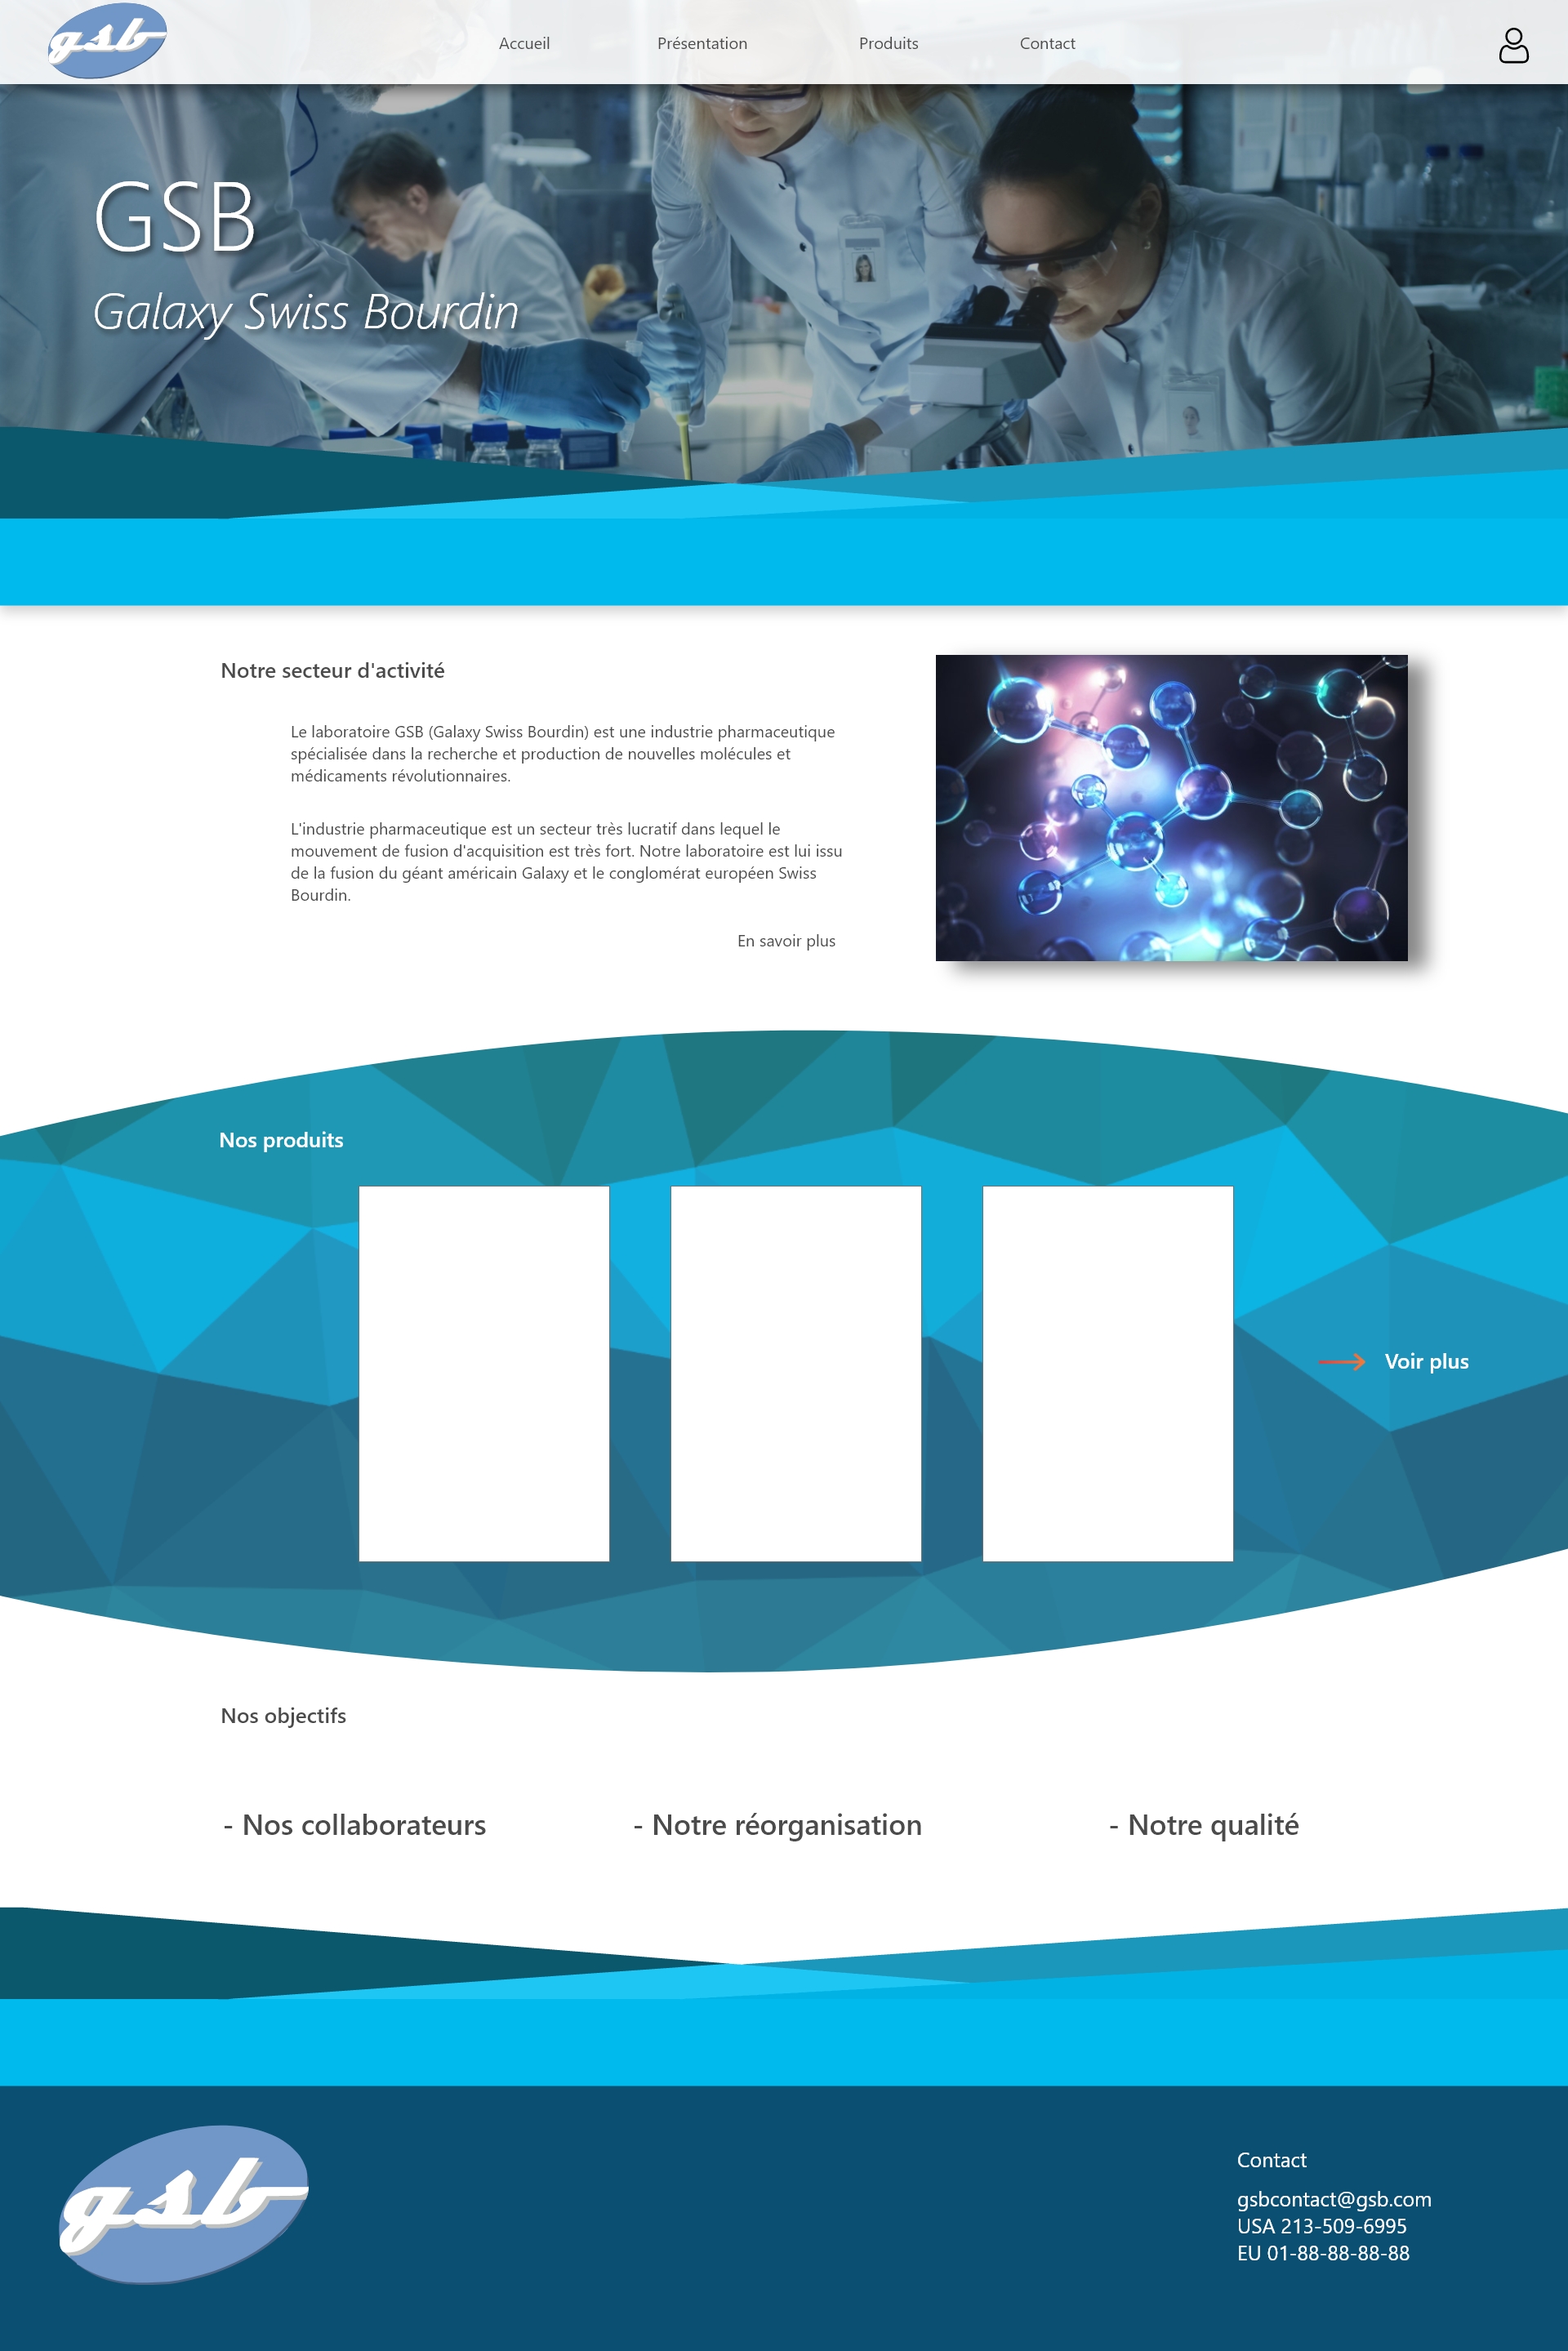 gsb
Accueil
Présentation
Produits
Contact
GSB
Galaxy Swiss Bourdin
Notre secteur d'activité
Le laboratoire GSB (Galaxy Swiss Bourdin) est une industrie pharmaceutique
spécialisée dans la recherche et production de nouvelles molécules et
médicaments révolutionnaires.
L'industrie pharmaceutique est un secteur très lucratif dans lequel le
mouvement de fusion d'acquisition est très fort. Notre laboratoire est lui issu
de la fusion du géant américain Galaxy et le conglomérat européen Swiss
Bourdin.
En savoir plus
Nos produits
Voir plus
Nos objectifs
- Nos collaborateurs
- Notre réorganisation
- Notre qualité
gsb
Contact
gsbcontact@gsb.com
USA 213-509-6995
EU 01-88-88-88-88